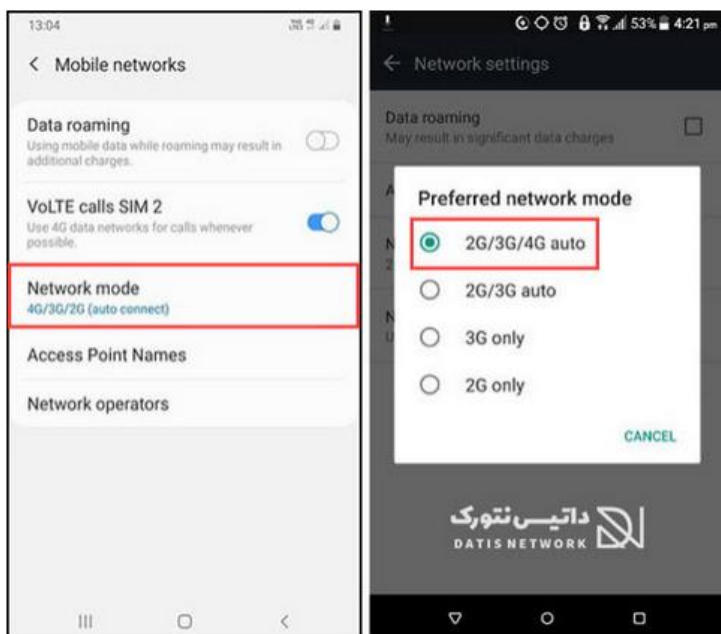 13:04
Mobile networks
Data roaming
Using mobile data while roaming may result in
additional charges.
VoLTE calls SIM 2
Use 4G data networks for calls whenever
possible.
Network mode
4G/3G/2G (auto connect)
Access Point Names
Network operators
53% 4:21 pm
Network settings
Data roaming
May result in significant data charges
Preferred network mode
2G/3G/4G auto
2G/3G auto
3G only
2G only
CANCEL
داتیس نتورک
DATIS NETWORK